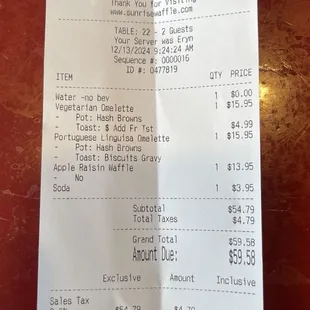 Thank You for Visiting
www.sunrisewaffle.com
TABLE: 22 - 2 Guests
Your Server was Eryn
12/13/2024 9:24:24 AM
Sequence #: 0000016
ID #: 0477819
ITEM QTY PRICE
Water -no bev 1 $0.00
Vegetarian Omelette 1 $15.95
- Pot: Hash Browns
- Toast: $ Add Fr Tst $4.99
Portuguese Linguisa Omelette 1 $15.95
- Pot: Hash Browns
- Toast: Biscuits Gravy
Apple Raisin Waffle 1 $13.95
- No
Soda 1 $3.95
Subtotal $54.79
Total Taxes $4.79
Grand Total $59.58
Amount Due: $59.58
Exclusive Amount Inclusive
Sales Tax
$54.79 $4.79